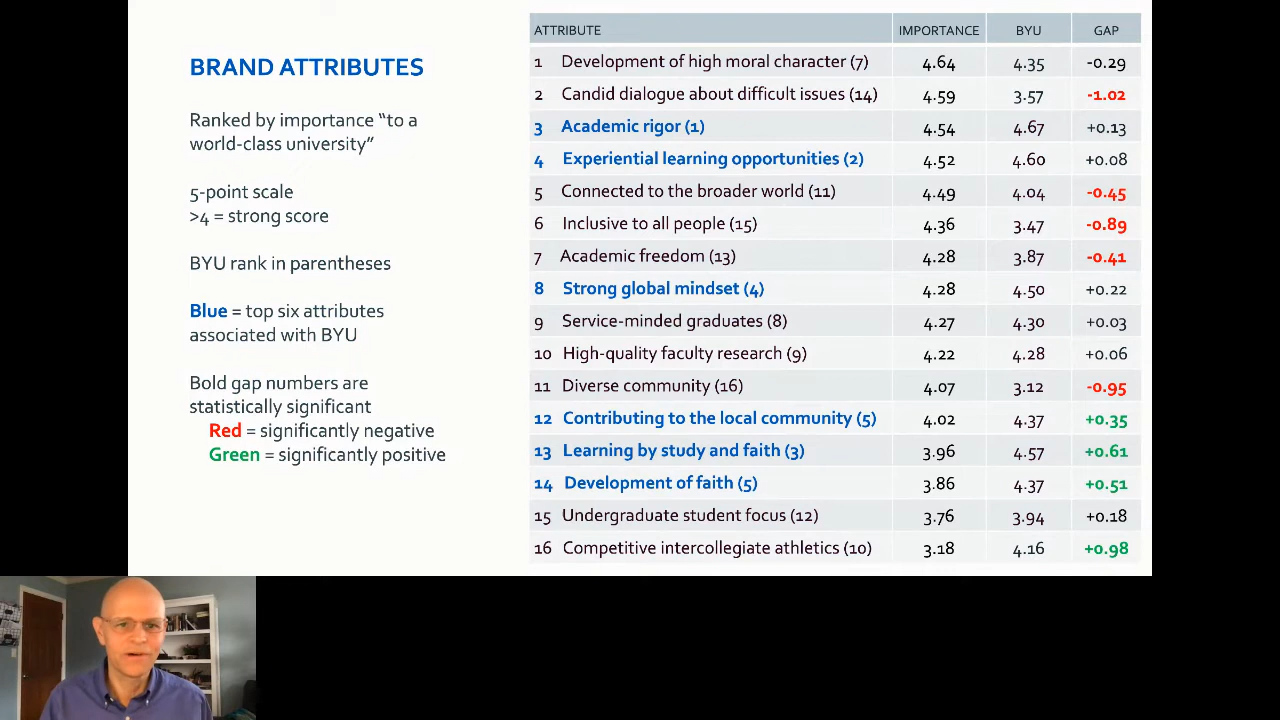 BRAND ATTRIBUTES
Ranked by importance “to a
world-class university”
5-point scale
>4 = strong score
BYU rank in parentheses
Blue = top six attributes
associated with BYU
Bold gap numbers are
statistically significant
Red = significantly negative
Green = significantly positive
ATTRIBUTE IMPORTANCE BYU GAP
1 Development of high moral character (7) 4.64 4.35 -0.29
2 Candid dialogue about difficult issues (14) 4.59 3.57 -1.02
3 Academic rigor (1) 4.54 4.67 +0.13
4 Experiential learning opportunities (2) 4.52 4.60 +0.08
5 Connected to the broader world (11) 4.49 4.04 -0.45
6 Inclusive to all people (15) 4.36 3.47 -0.89
7 Academic freedom (13) 4.28 3.87 -0.41
8 Strong global mindset (4) 4.28 4.50 +0.22
9 Service-minded graduates (8) 4.27 4.30 +0.03
10 High-quality faculty research (9) 4.22 4.28 +0.06
11 Diverse community (16) 4.07 3.12 -0.95
12 Contributing to the local community (5) 4.02 4.37 +0.35
13 Learning by study and faith (3) 3.96 4.57 +0.61
14 Development of faith (5) 3.86 4.37 +0.51
15 Undergraduate student focus (12) 3.76 3.94 +0.18
16 Competitive intercollegiate athletics (10) 3.18 4.16 +0.98